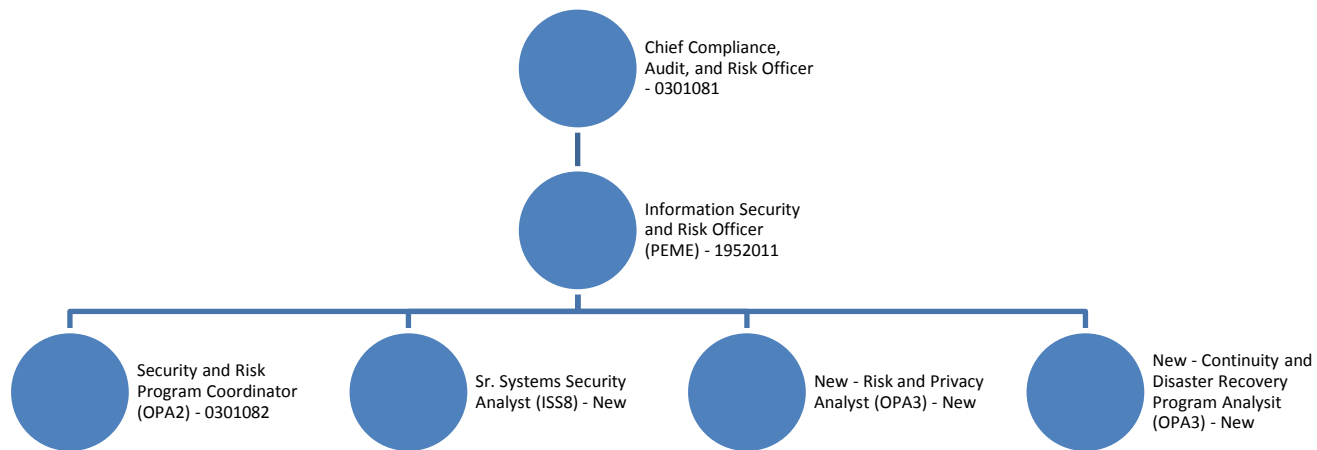 Chief Compliance,
Audit, and Risk Officer
- 0301081
Information Security
and Risk Officer
(PEME) - 1952011
Security and Risk
Program Coordinator
(OPA2) - 0301082
Sr. Systems Security
Analyst (ISS8) - New
New - Risk and Privacy
Analyst (OPA3) - New
New - Continuity and
Disaster Recovery
Program Analysit
(OPA3) - New